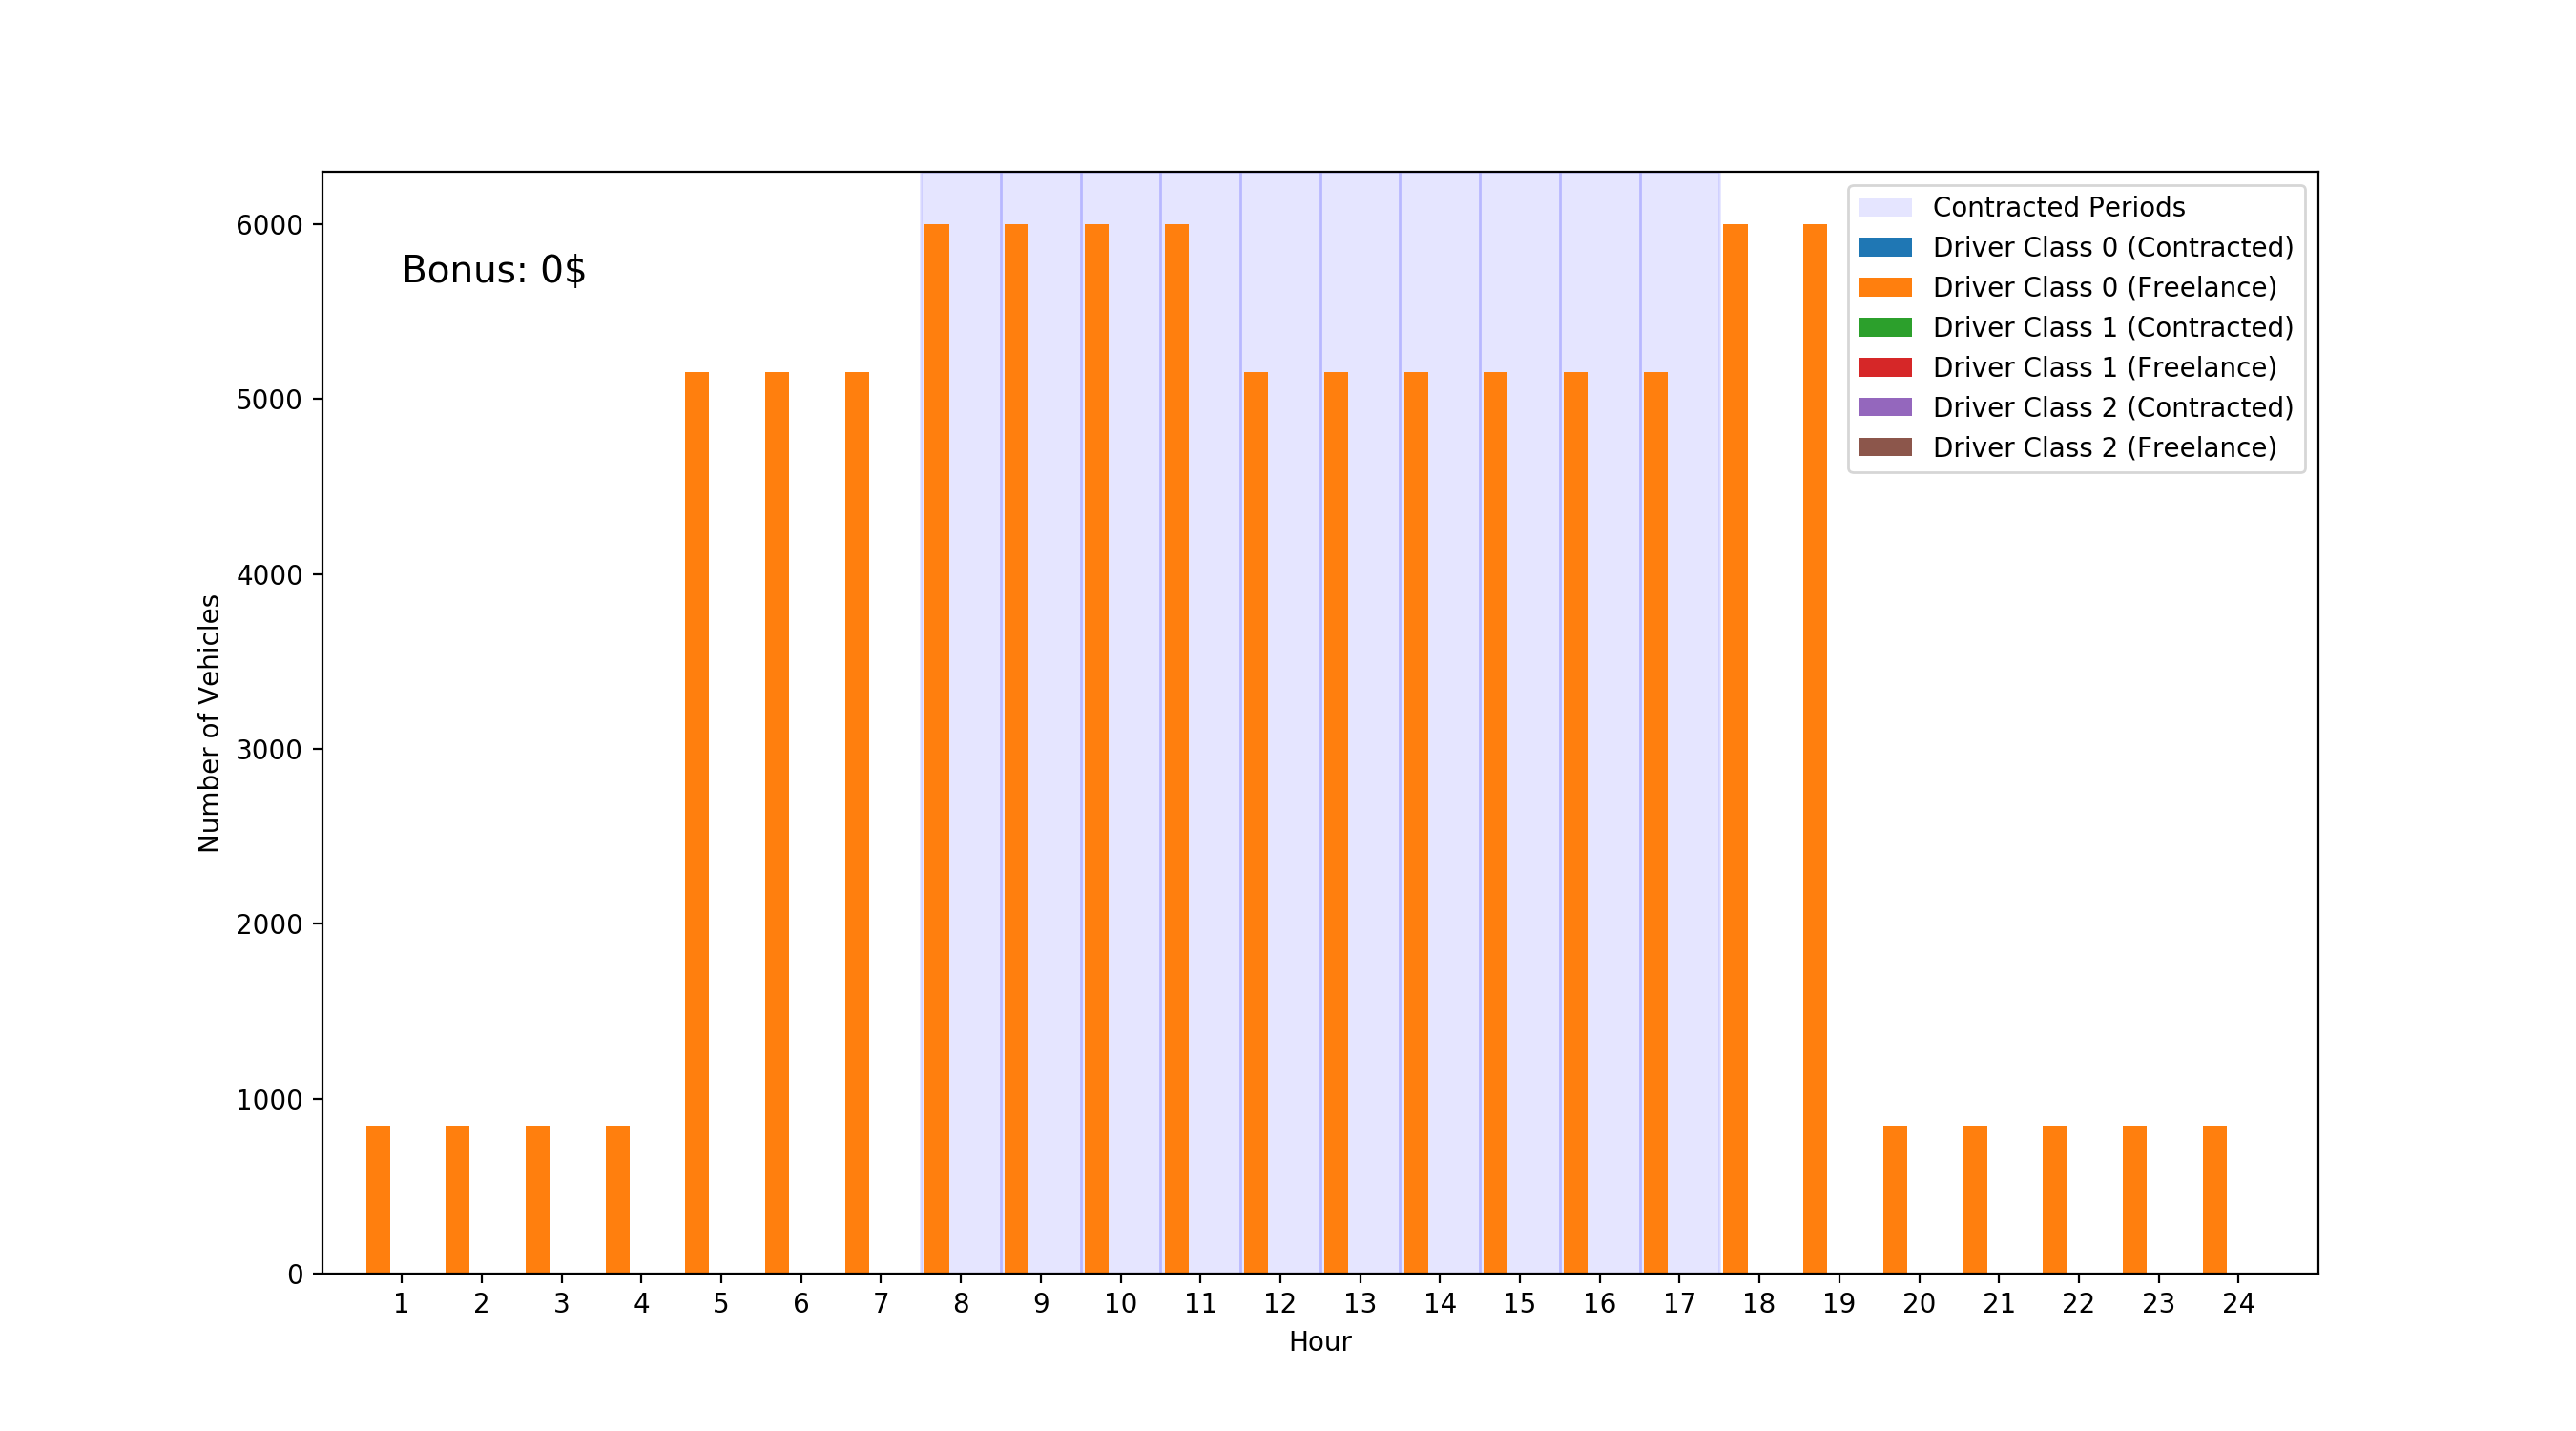 Bonus: 0$
Contracted Periods
Driver Class 0 (Contracted)
Driver Class 0 (Freelance)
Driver Class 1 (Contracted)
Driver Class 1 (Freelance)
Driver Class 2 (Contracted)
Driver Class 2 (Freelance)
Number of Vehicles
6000
5000
4000
3000
2000
1000
0
1 2 3 4 5 6 7 8 9 10 11 12 13 14 15 16 17 18 19 20 21 22 23 24
Hour